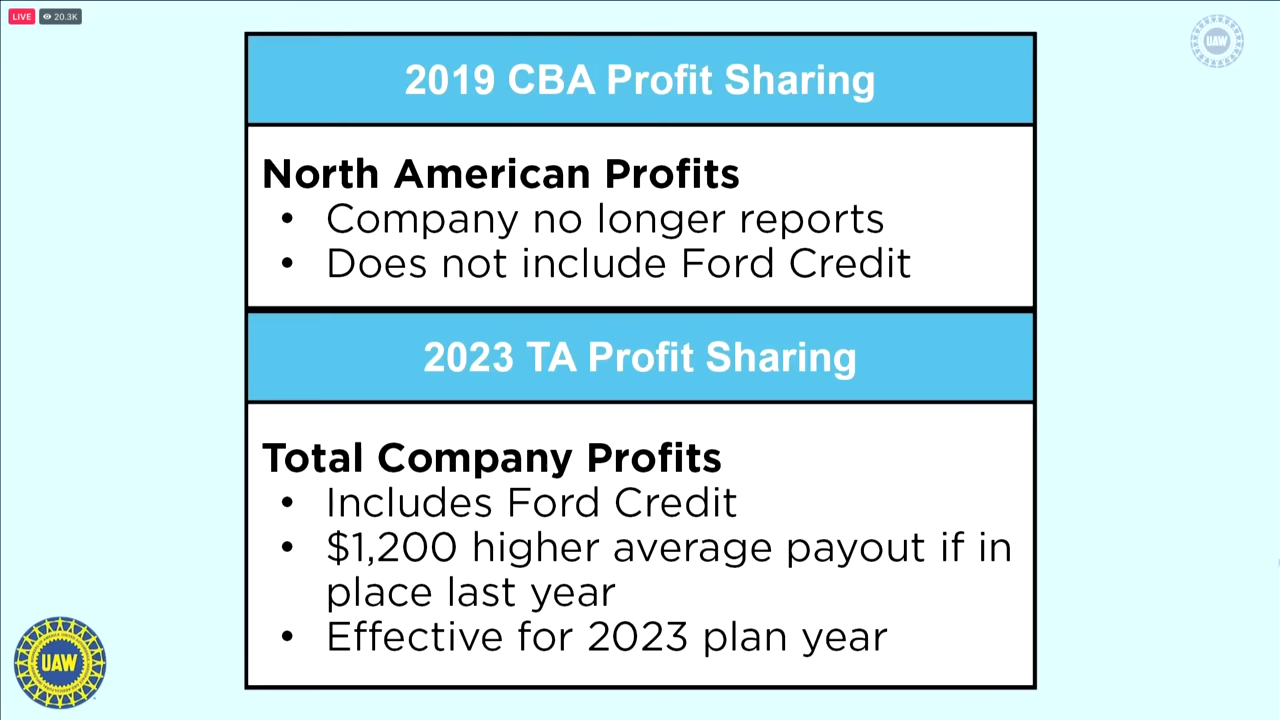 LIVE 20.3K
UAW
2019 CBA Profit Sharing
North American Profits
• Company no longer reports
• Does not include Ford Credit
2023 TA Profit Sharing
Total Company Profits
• Includes Ford Credit
• $1,200 higher average payout if in
place last year
• Effective for 2023 plan year
UAW